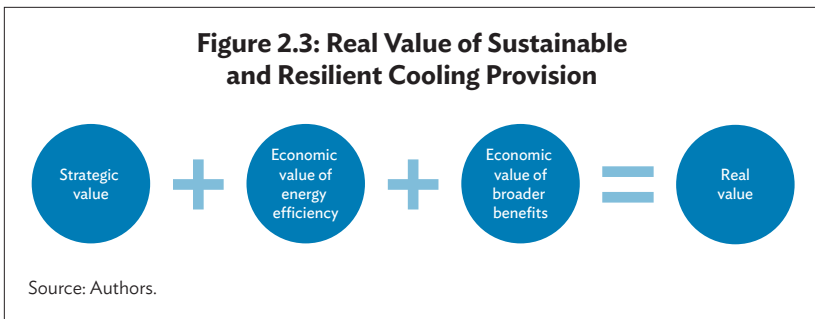 Figure 2.3: Real Value of Sustainable
and Resilient Cooling Provision
Strategic
value
+
Economic
value of
energy
efficiency
+
Economic
value of
broader
benefits
=
Real
value
Source: Authors.